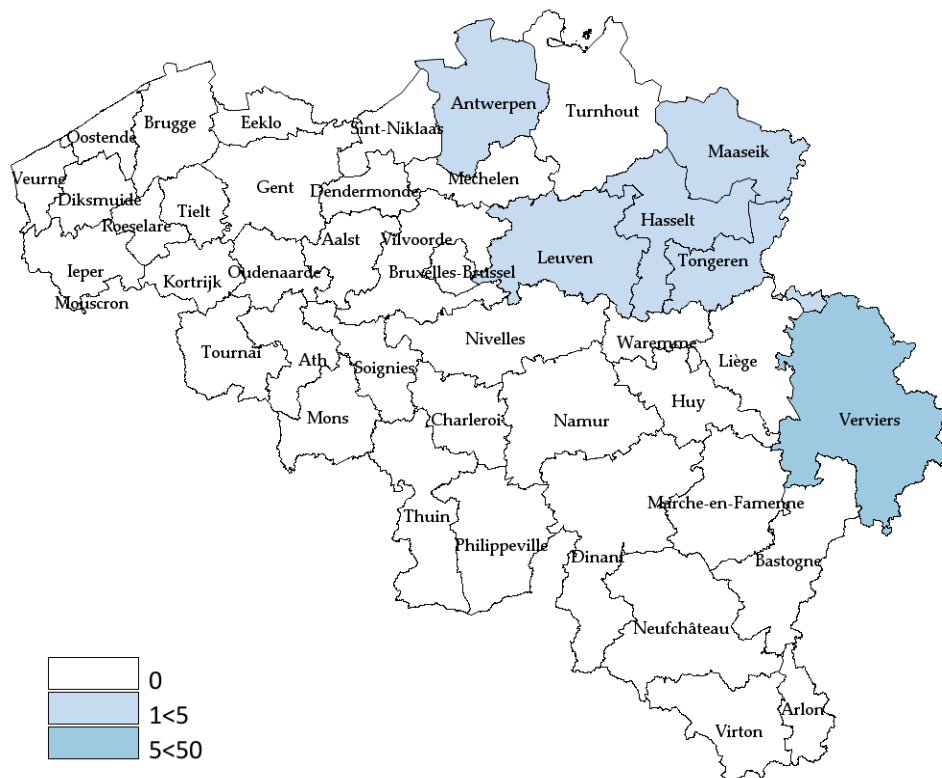 Antwerpen
Turnhout
Oostende
Brugge
Eeklo
Sint-Niklaas
Maaseik
Veurne
Diksmuide
Gent
Dendermonde
Mechelen
Roeselare
Tielt
Hasselt
Aalst
Vilvoorde
Leuven
Tongeren
Ieper
Kortrijk
Oudenaarde
Bruxelles-Brussel
Mouscron
Tournai
Ath
Soignies
Nivelles
Waremme
Liège
Mons
Charleroi
Namur
Huy
Verviers
Marche-en-Famenne
Thuin
Philippeville
Dinant
Bastogne
Neufchâteau
Arlon
Virton
0
1<5
5<50